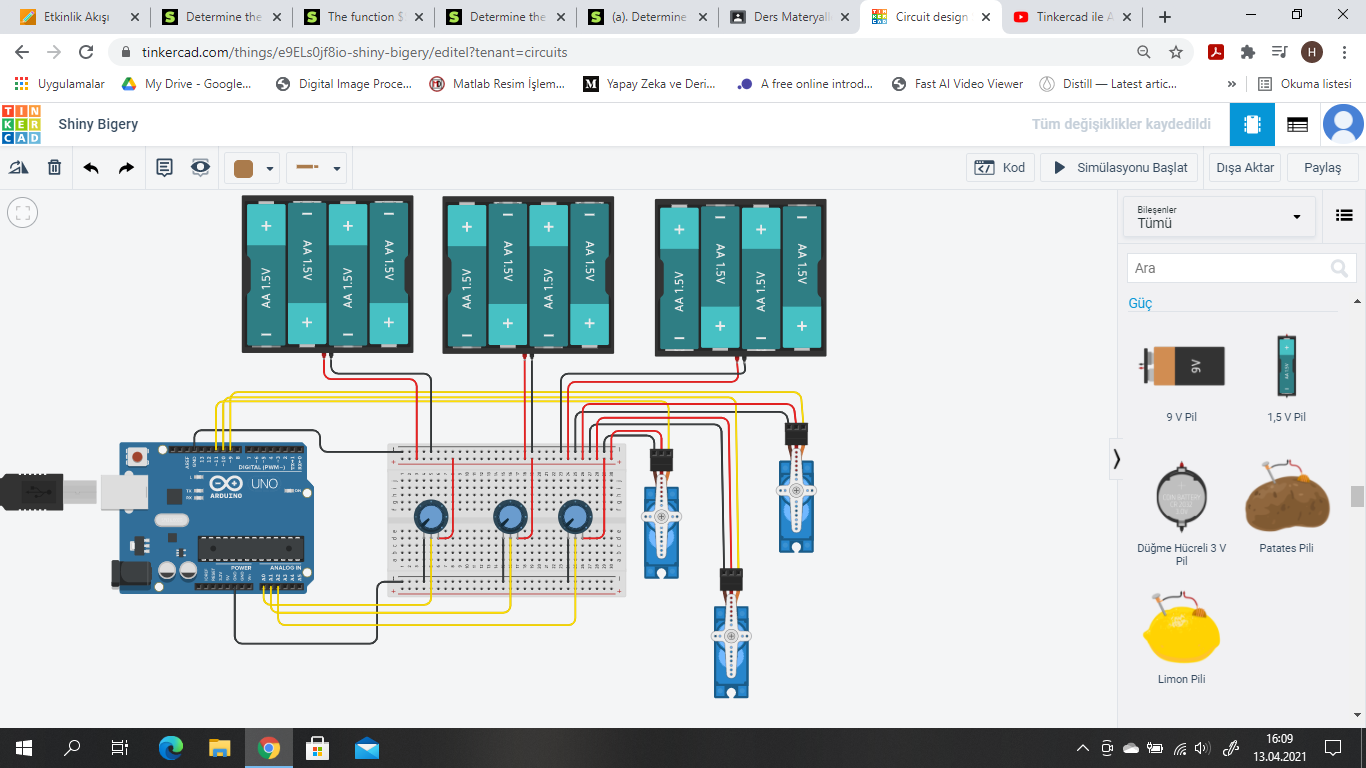 Etkinlik Akışı
Determine the
The function S
Determine the
(a). Determine
Ders Materyall
Circuit design
Tinkercad ile A
tinkercad.com/things/e9ELs0jf8io-shiny-bigery/editel?tenant=circuits
H
Uygulamalar
My Drive - Google...
Digital Image Proce...
Matlab Resim İşlem...
Yapay Zeka ve Deri...
A free online introd...
Fast AI Video Viewer
Distill — Latest artic...
»
Okuma listesi
TIN
KER
CAD
Shiny Bigery
Tüm değişiklikler kaydedildi
Kod
Simülasyonu Başlat
Dışa Aktar
Paylaş
AA 1.5V
AA 1.5V
AA 1.5V
AA 1.5V
AA 1.5V
AA 1.5V
AA 1.5V
AA 1.5V
AA 1.5V
AA 1.5V
AA 1.5V
AA 1.5V
DIGITAL (PWM~)
UNO
ARDUINO
POWER
ANALOG IN
Bileşenler
Tümü
Ara
Güç
9V
AA 1.5V
9 V Pil
1,5 V Pil
Düğme Hücreli 3 V
Pil
Patates Pili
Limon Pili
16:09
13.04.2021